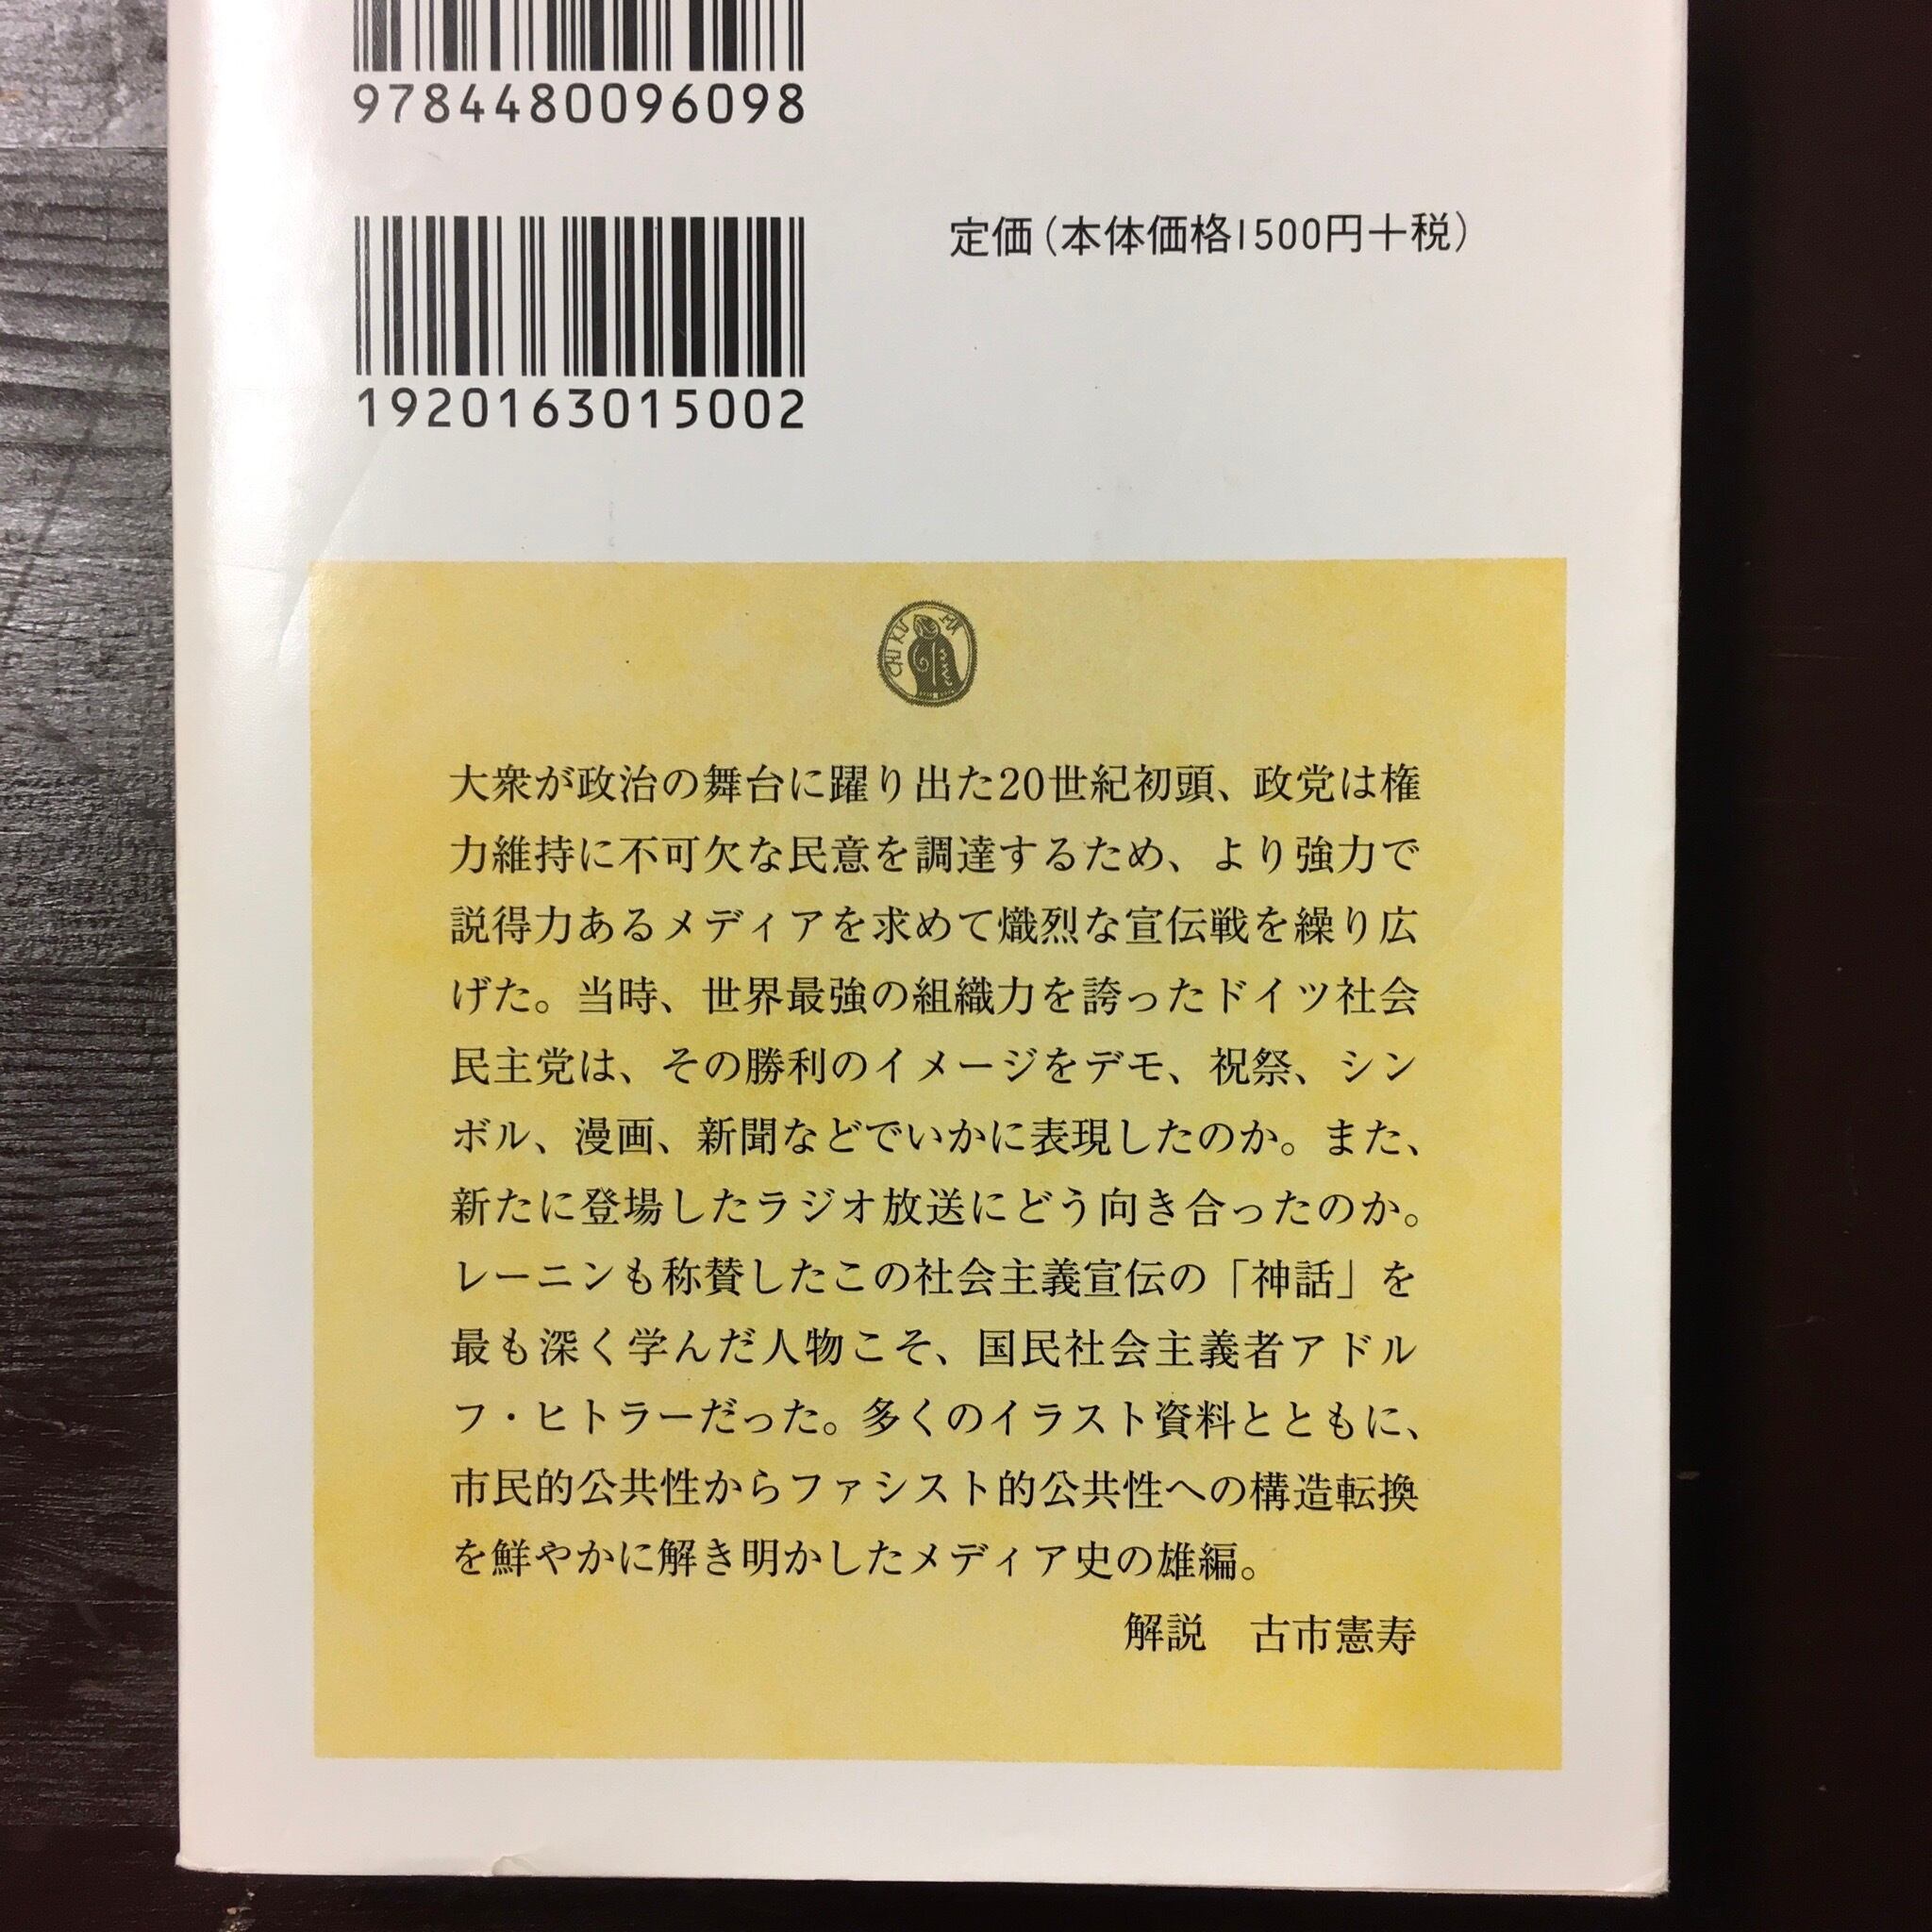 9784480096098
1920163015002
定価(本体価格1500円+税)
CHIKUMA
大衆が政治の舞台に躍り出た20世紀初頭、政党は権
力維持に不可欠な民意を調達するため、より強力で
説得力あるメディアを求めて熾烈な宣伝戦を繰り広
げた。当時、世界最強の組織力を誇ったドイツ社会
民主党は、その勝利のイメージをデモ、祝祭、シン
ボル、漫画、新聞などでいかに表現したのか。また、
新たに登場したラジオ放送にどう向き合ったのか。
レーニンも称賛したこの社会主義宣伝の「神話」を
最も深く学んだ人物こそ、国民社会主義者アドル
フ・ヒトラーだった。多くのイラスト資料とともに、
市民的公共性からファシスト的公共性への構造転換
を鮮やかに解き明かしたメディア史の雄編。
解説　古市憲寿